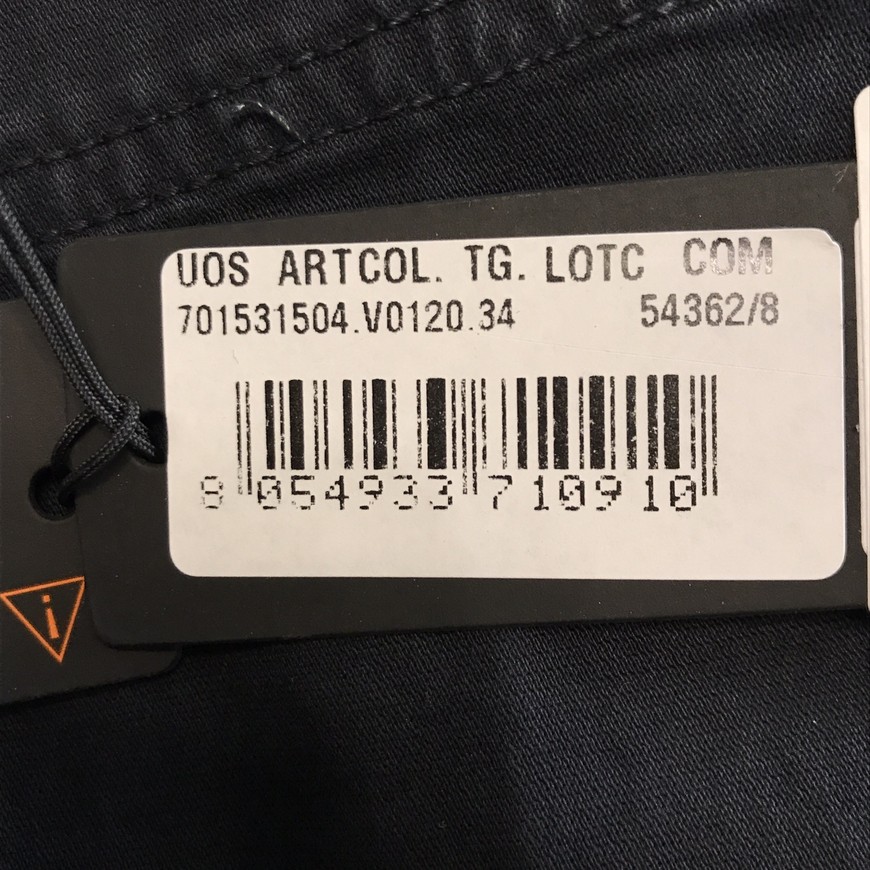 UOS ARTCOL. TG. LOTC COM
701531504.V0120.34 54362/8
8 054933 710910
i